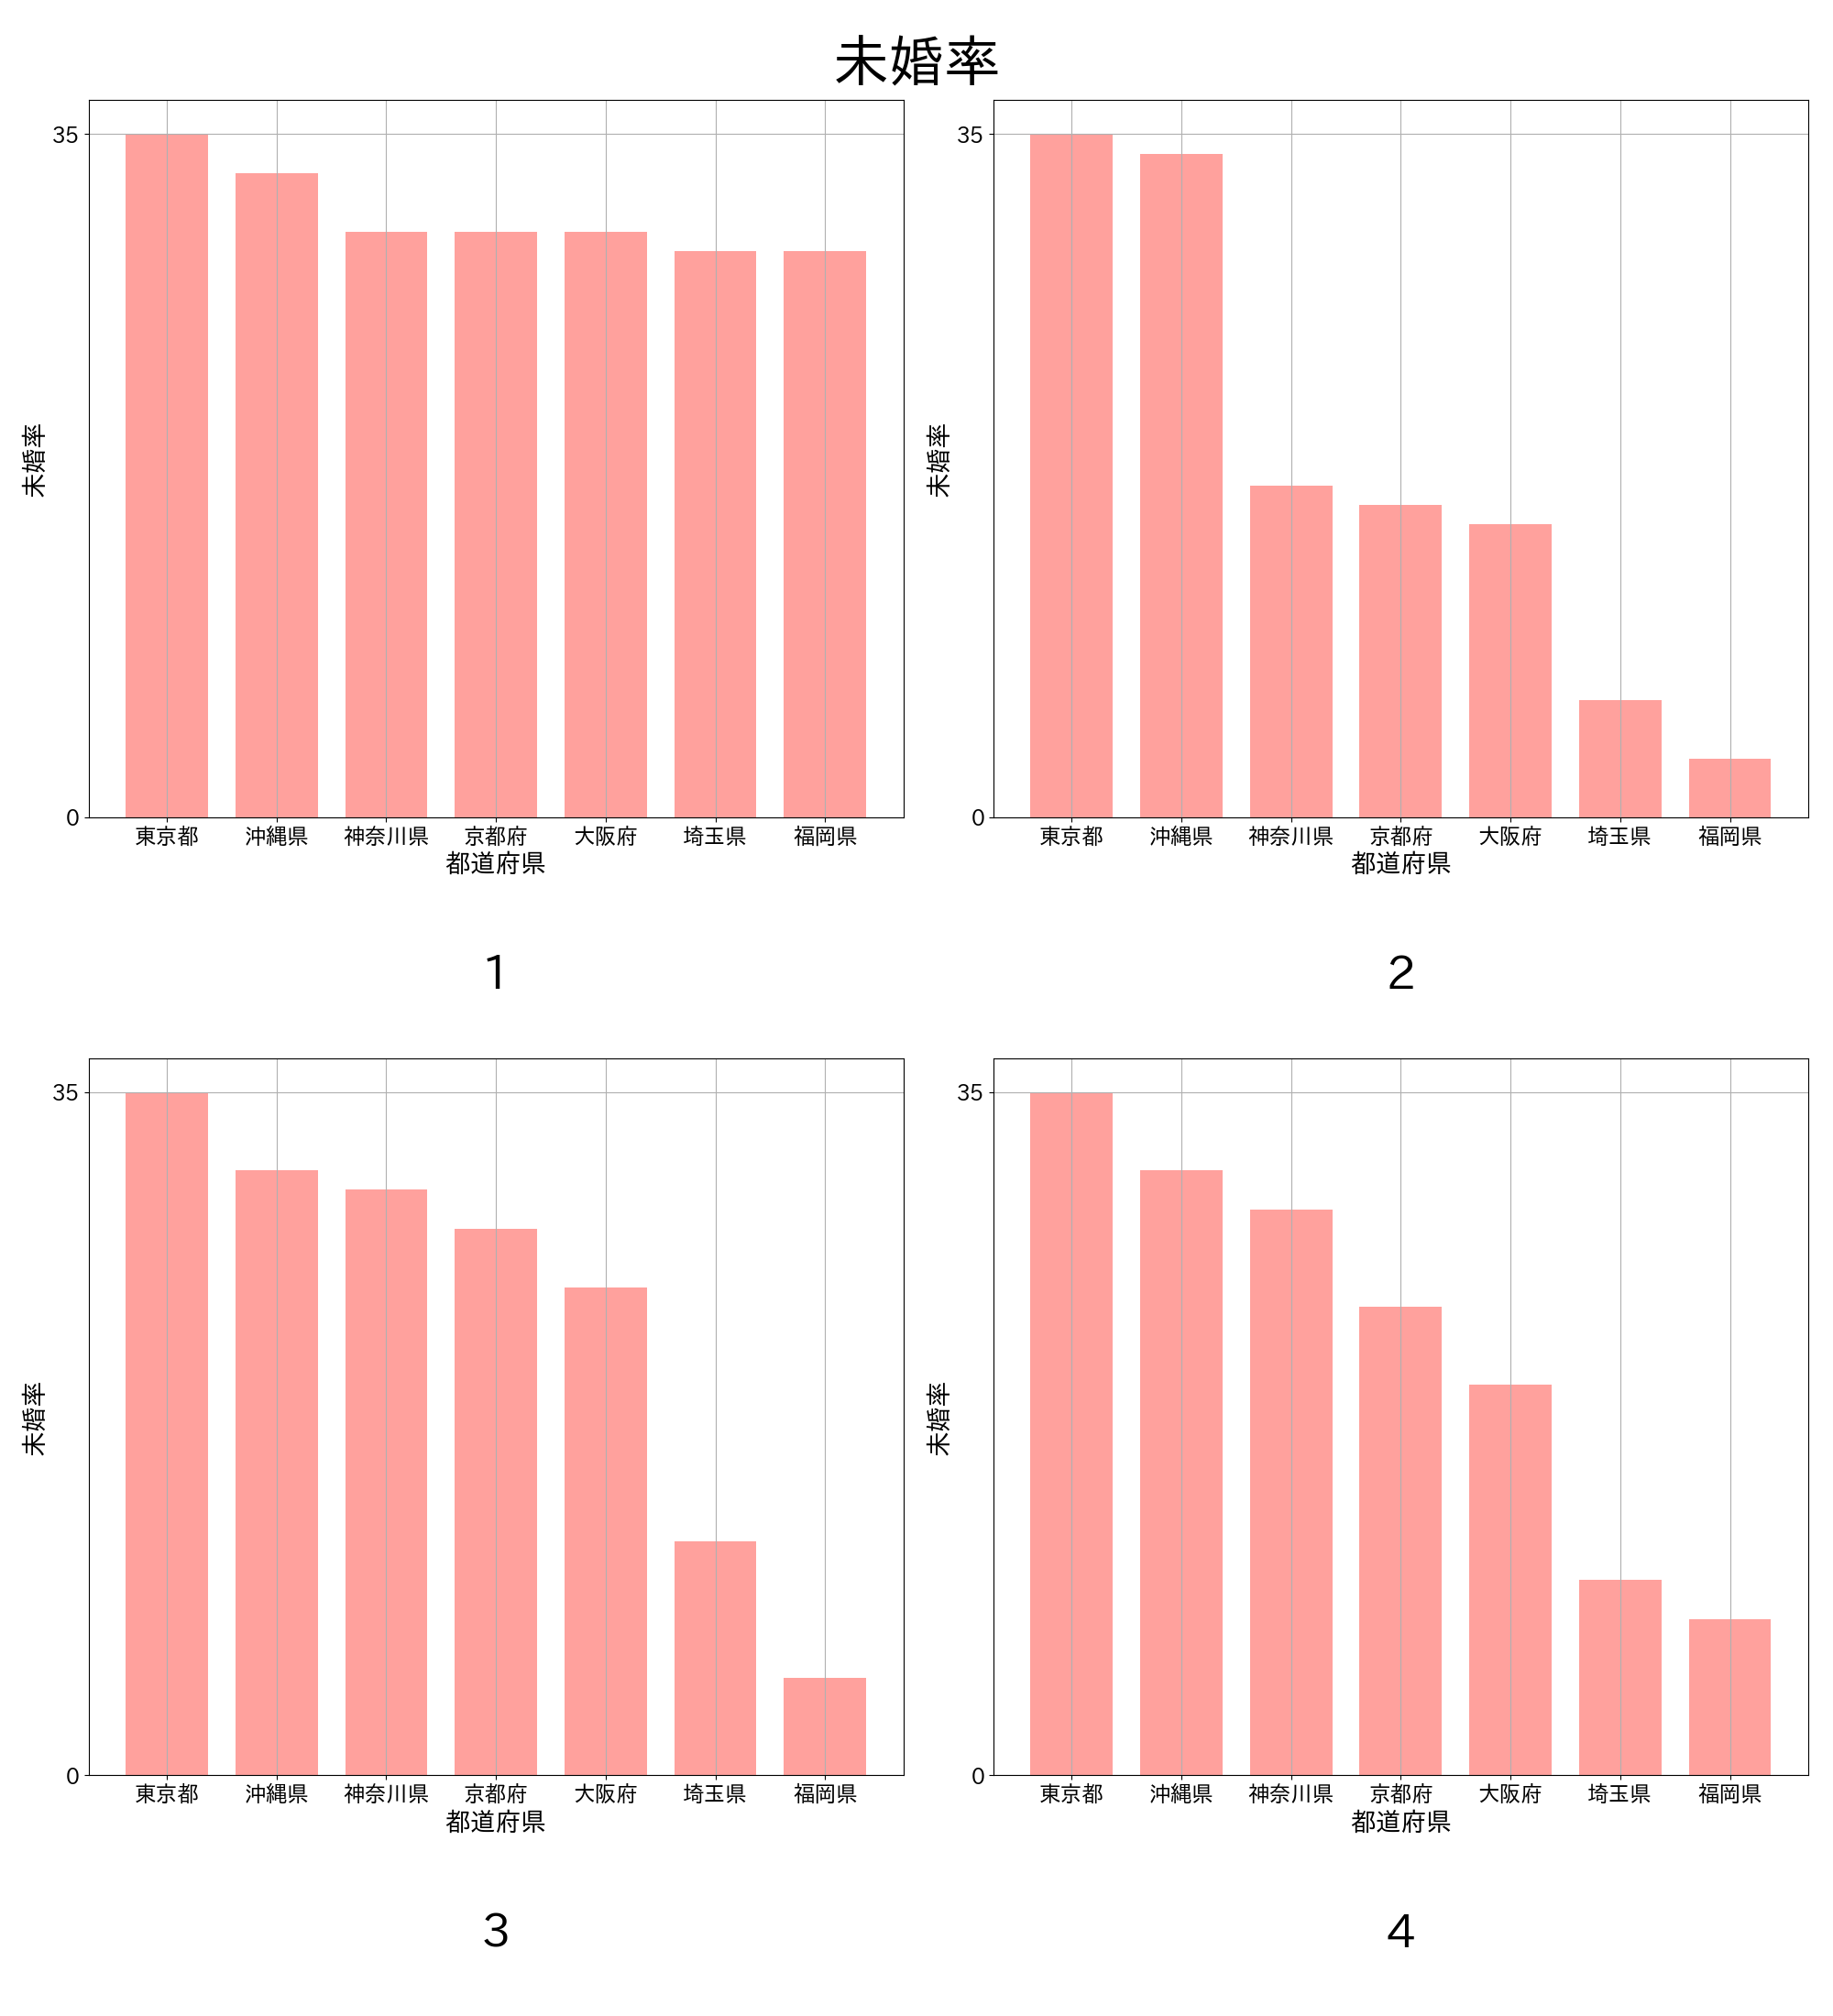 未婚率
35
0
未婚率
東京都 沖縄県 神奈川県 京都府 大阪府 埼玉県 福岡県
都道府県
1
35
0
未婚率
東京都 沖縄県 神奈川県 京都府 大阪府 埼玉県 福岡県
都道府県
2
35
0
未婚率
東京都 沖縄県 神奈川県 京都府 大阪府 埼玉県 福岡県
都道府県
3
35
0
未婚率
東京都 沖縄県 神奈川県 京都府 大阪府 埼玉県 福岡県
都道府県
4